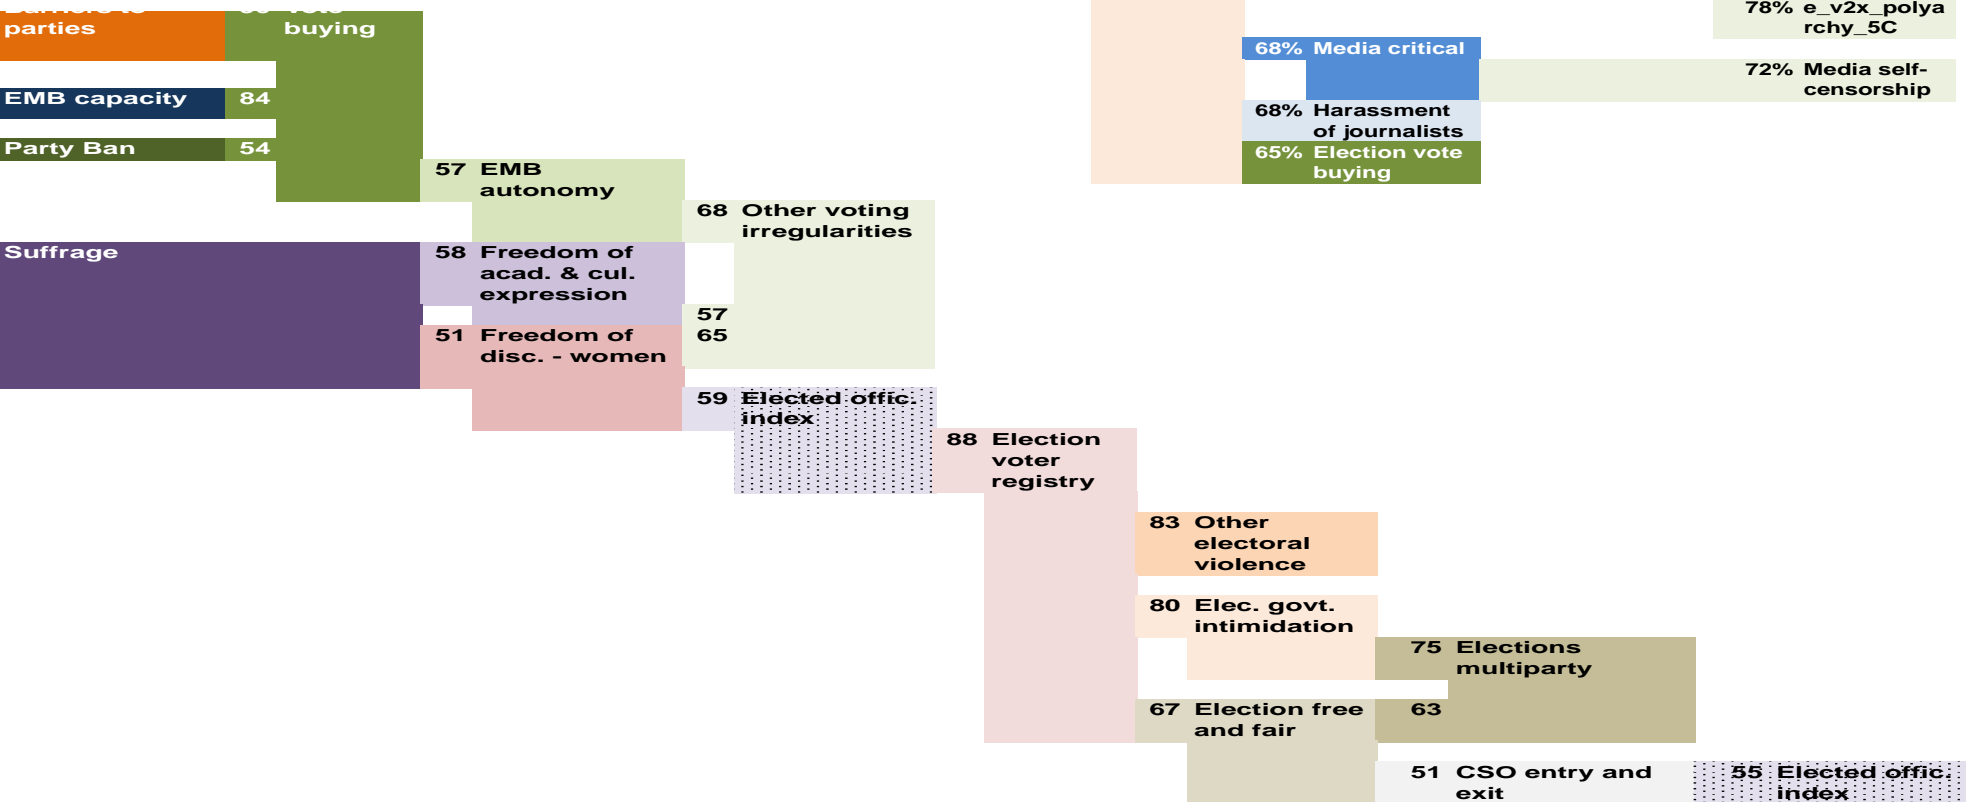 parties
buying
78% e_v2x_polya
rchy_5C
68% Media critical
72% Media self-
censorship
EMB capacity 84
68% Harassment
of journalists
Party Ban 54
65% Election vote
buying
57 EMB
autonomy
68 Other voting
irregularities
Suffrage
58 Freedom of
acad. & cul.
expression
57
51 Freedom of
disc. - women
65
59 Elected offic.
index
88 Election
voter
registry
83 Other
electoral
violence
80 Elec. govt.
intimidation
75 Elections
multiparty
67 Election free
and fair
63
51 CSO entry and
exit
55 Elected offic.
index